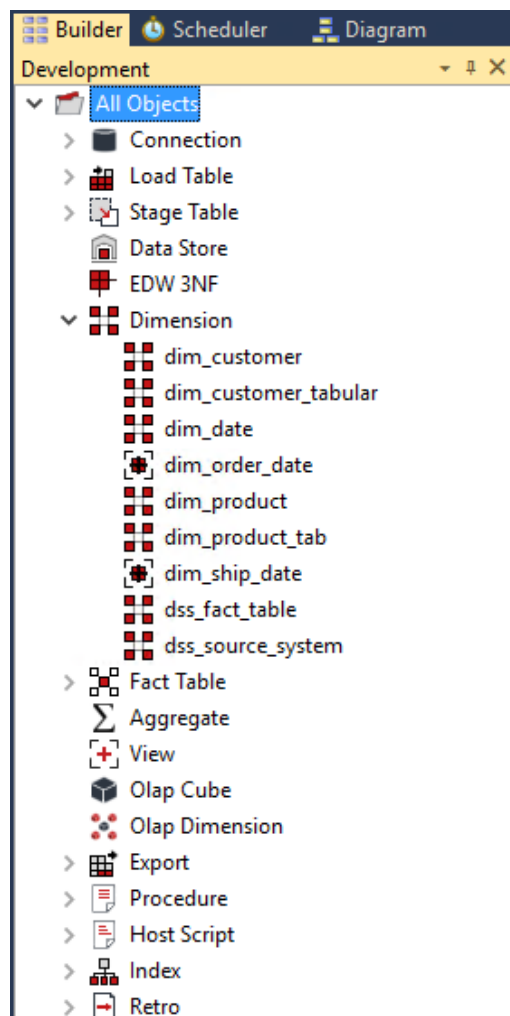 Builder Scheduler Diagram
Development
All Objects
Connection
Load Table
Stage Table
Data Store
EDW 3NF
Dimension
dim_customer
dim_customer_tabular
dim_date
dim_order_date
dim_product
dim_product_tab
dim_ship_date
dss_fact_table
dss_source_system
Fact Table
Aggregate
View
Olap Cube
Olap Dimension
Export
Procedure
Host Script
Index
Retro